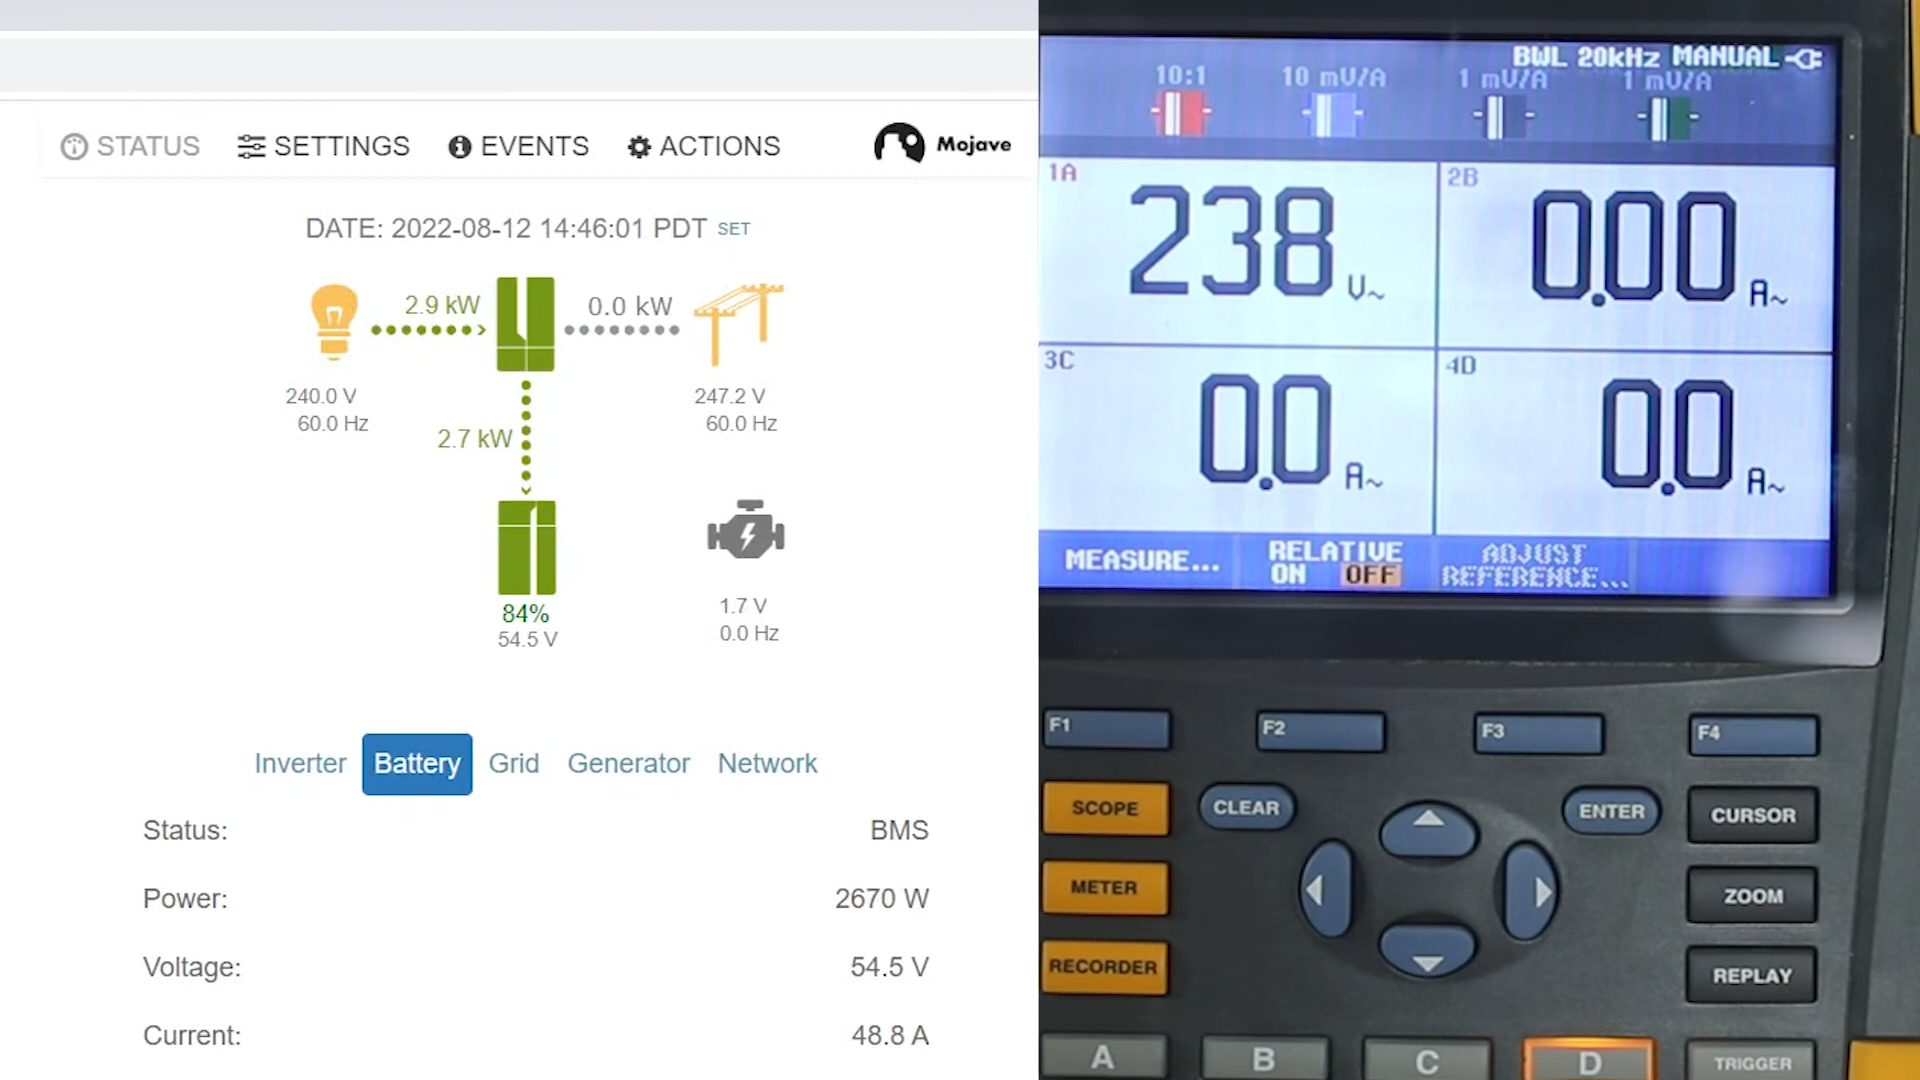 STATUS SETTINGS EVENTS ACTIONS Mojave
DATE: 2022-08-12 14:46:01 PDT SET
2.9 kW 0.0 kW
240.0 V 247.2 V
60.0 Hz 60.0 Hz
2.7 kW
84% 1.7 V
54.5 V 0.0 Hz
Inverter Battery Grid Generator Network
Status: BMS
Power: 2670 W
Voltage: 54.5 V
Current: 48.8 A
BWL 20kHz MANUAL
10:1 10 mV/A 1 mV/A 1 mV/A
1A 2B
238 V~ 0.00 A~
3C 4D
0.0 A~ 0.0 A~
MEASURE... RELATIVE ADJUST
ON OFF REFERENCE...
F1 F2 F3 F4
SCOPE CLEAR ENTER CURSOR
METER ZOOM
RECORDER REPLAY
A B C D TRIGGER